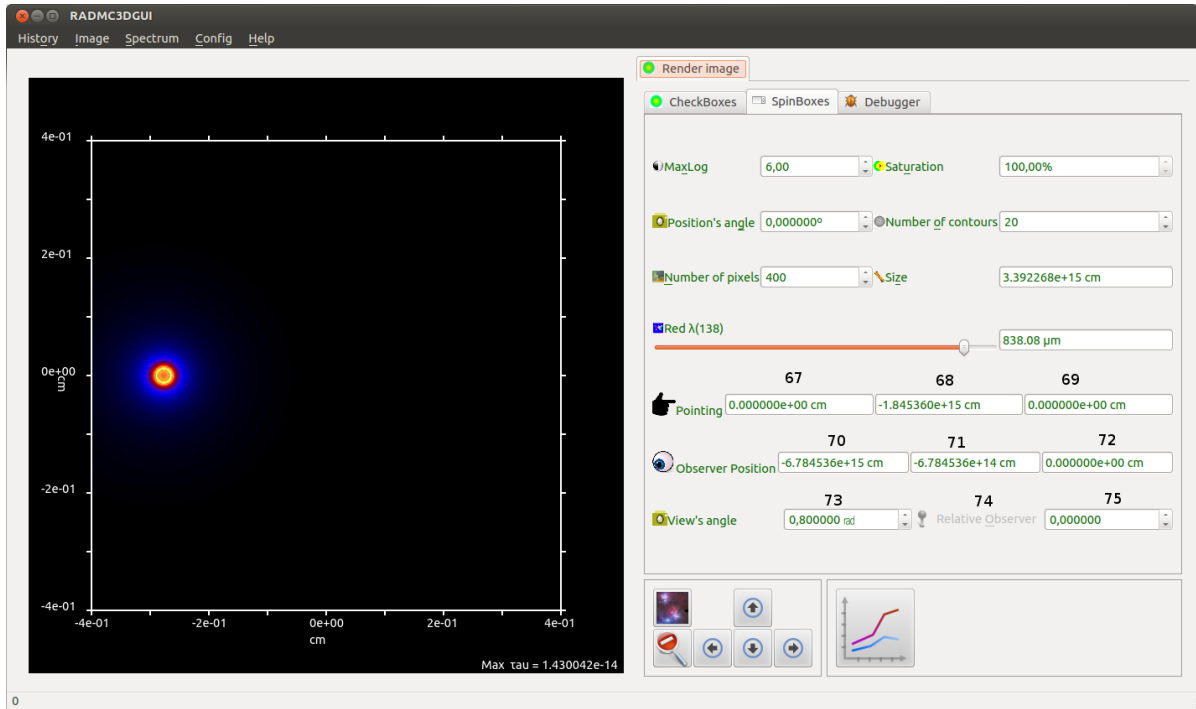 RADMC3DGUI
History Image Spectrum Config Help
Render image
CheckBoxes SpinBoxes Debugger
MaxLog 6,00 Saturation 100,00%
Position's angle 0,000000º Number of contours 20
Number of pixels 400 Size 3.392268e+15 cm
Red λ(138)
838.08 µm
67 68 69
Pointing 0.000000e+00 cm -1.845360e+15 cm 0.000000e+00 cm
70 71 72
Observer Position -6.784536e+15 cm -6.784536e+14 cm 0.000000e+00 cm
73 74 75
View's angle 0,800000 rad Relative Observer 0,000000
4e-01
2e-01
0e+00
cm
-2e-01
-4e-01
-4e-01 -2e-01 0e+00 2e-01 4e-01
cm
Max τau = 1.430042e-14
0